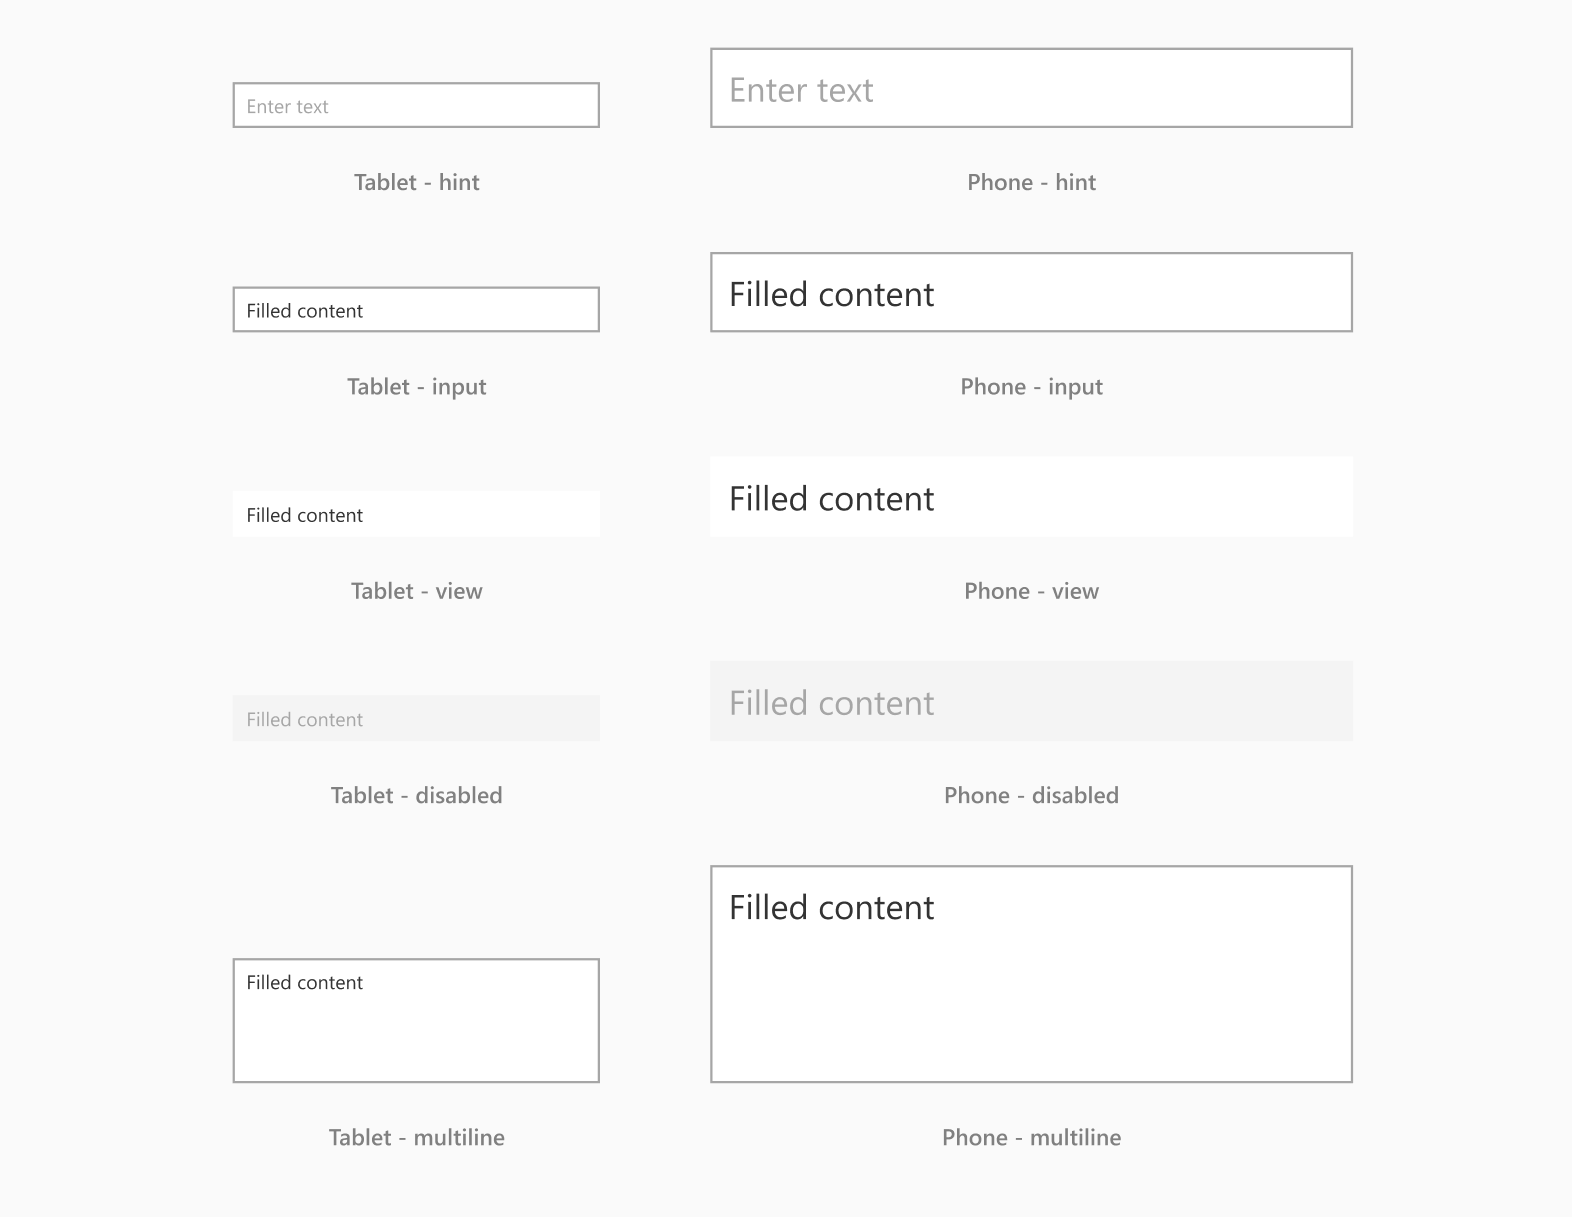 Enter text
Enter text
Tablet - hint
Phone - hint
Filled content
Filled content
Tablet - input
Phone - input
Filled content
Filled content
Tablet - view
Phone - view
Filled content
Filled content
Tablet - disabled
Phone - disabled
Filled content
Filled content
Tablet - multiline
Phone - multiline